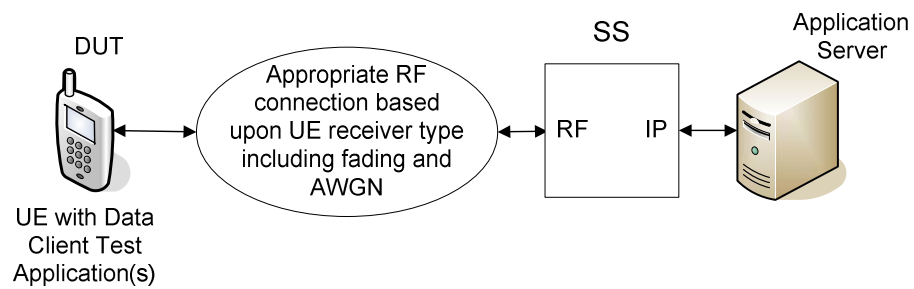 DUT
UE with Data
Client Test
Application(s)
Appropriate RF
connection based
upon UE receiver type
including fading and
AWGN
SS
RF
IP
Application
Server